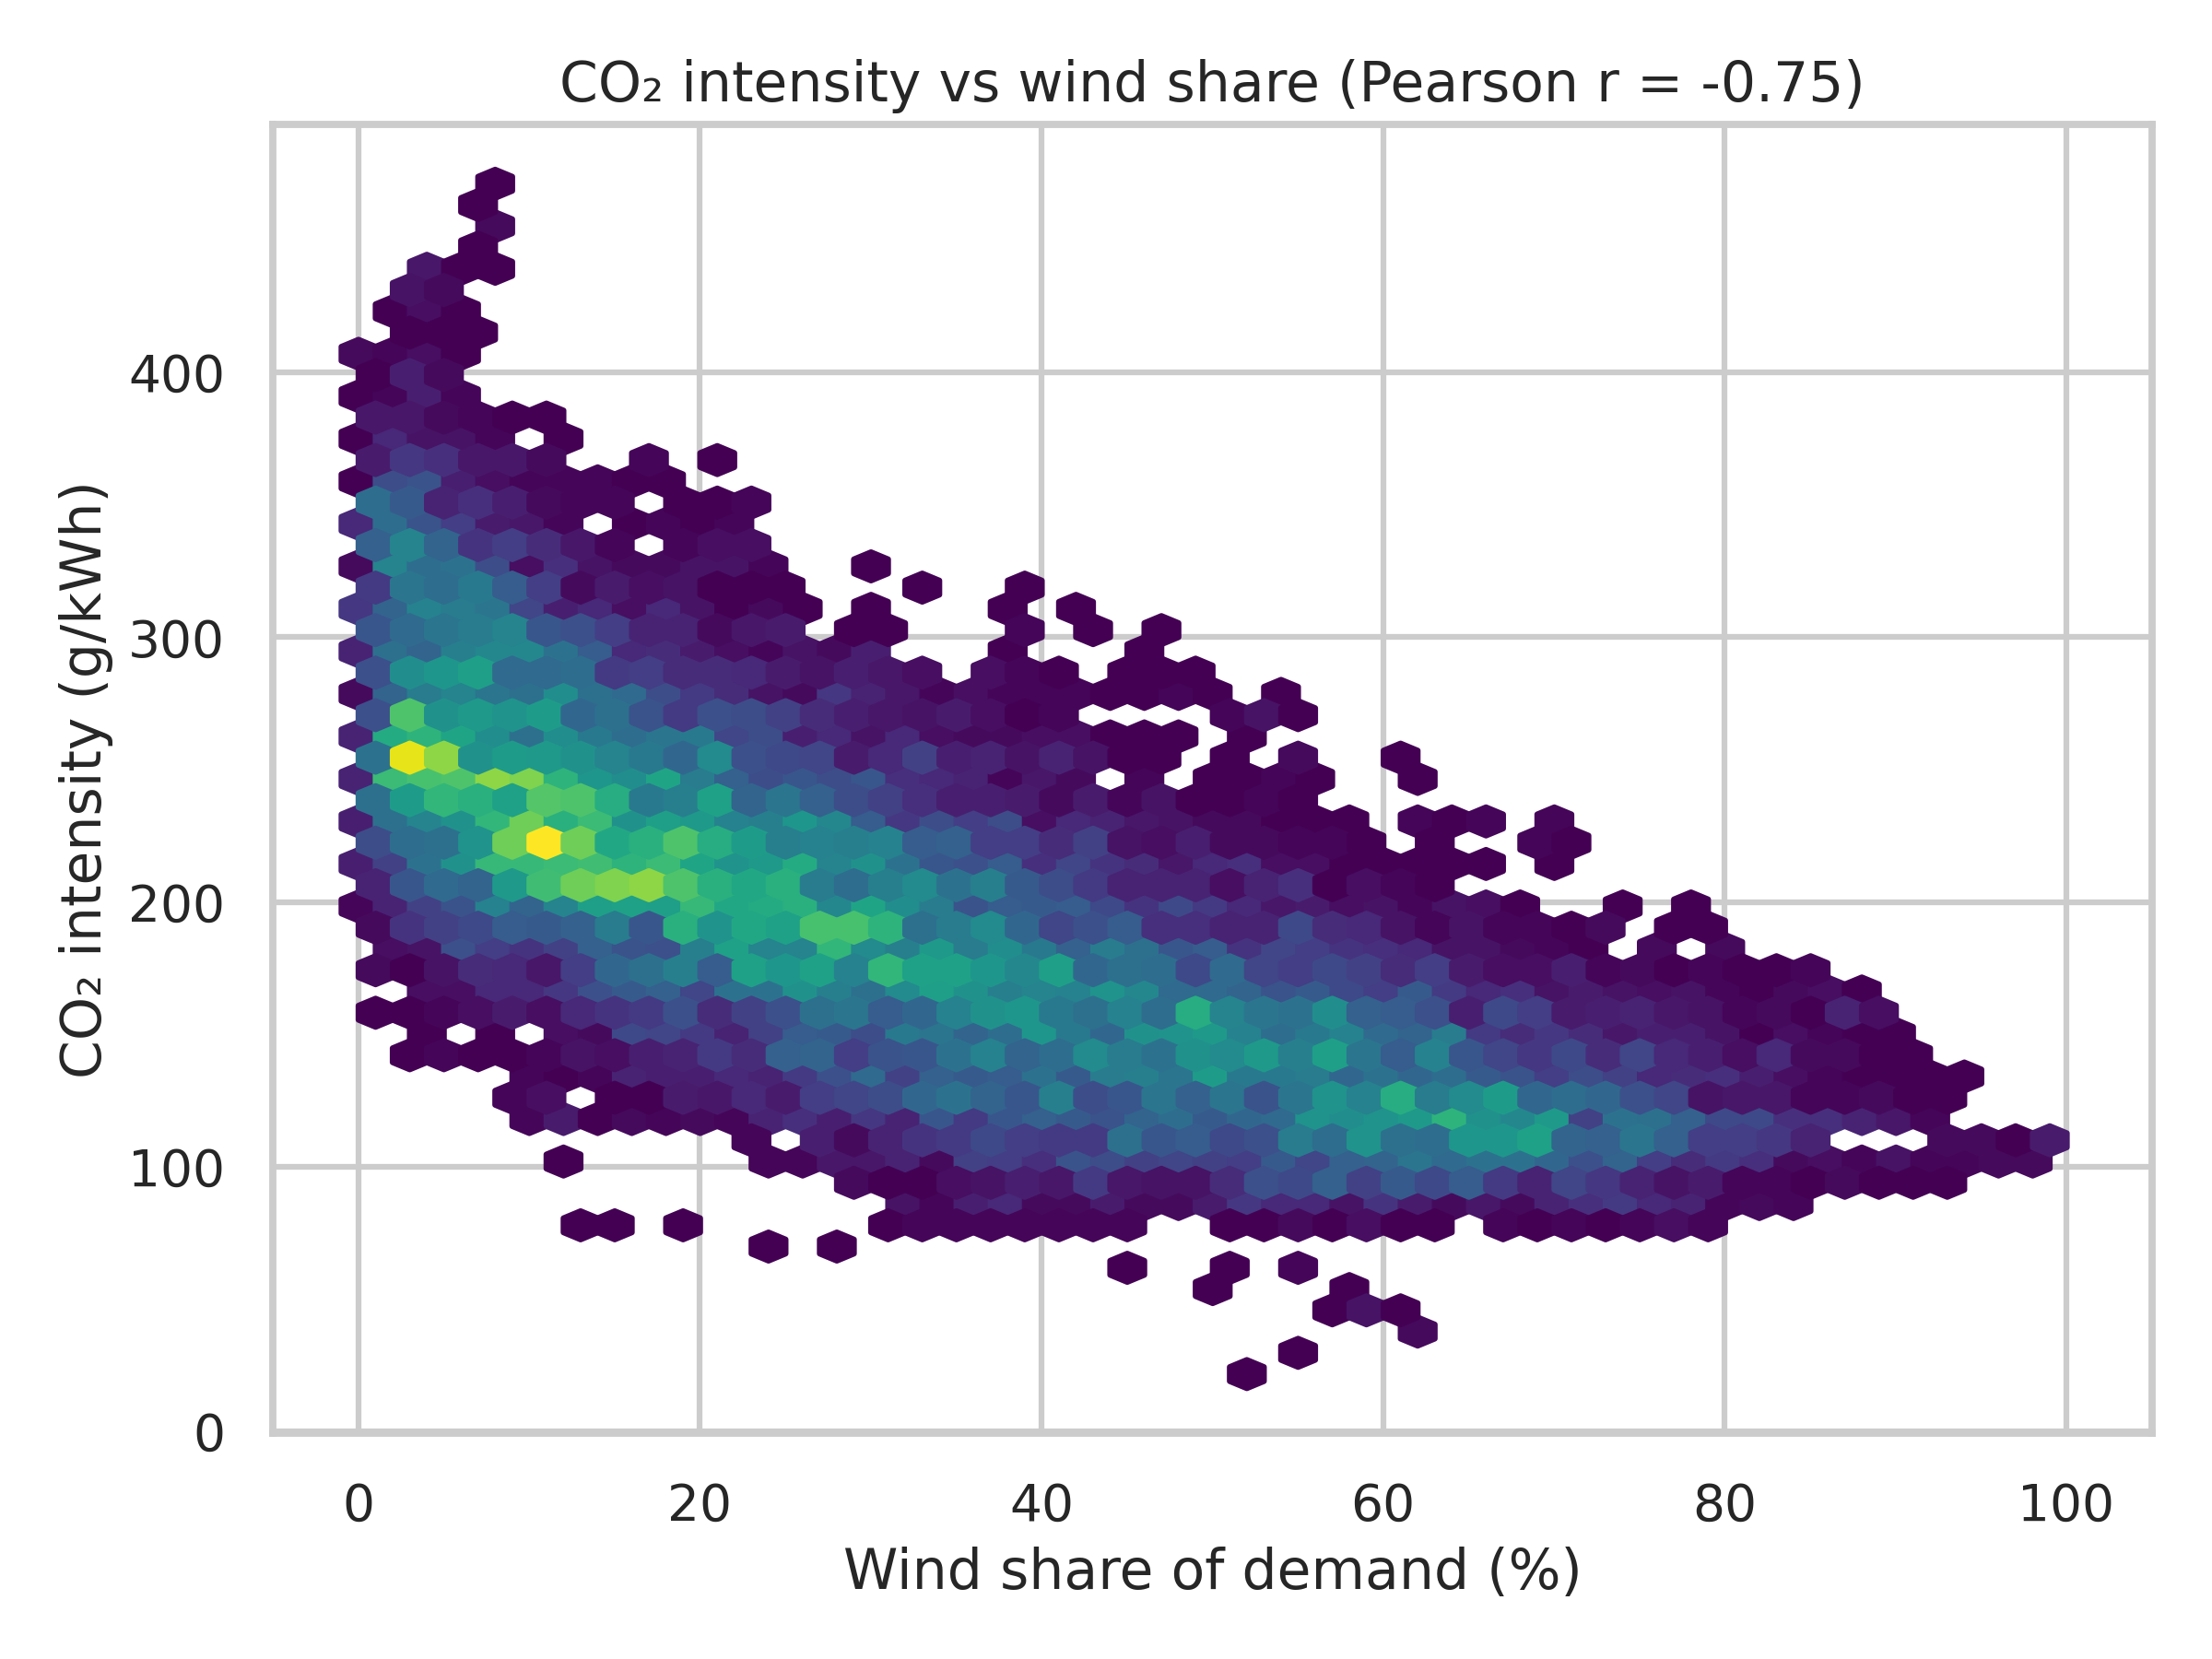 CO₂ intensity vs wind share (Pearson r = -0.75)
CO₂ intensity (g/kWh)
400
300
200
100
0
0 20 40 60 80 100
Wind share of demand (%)